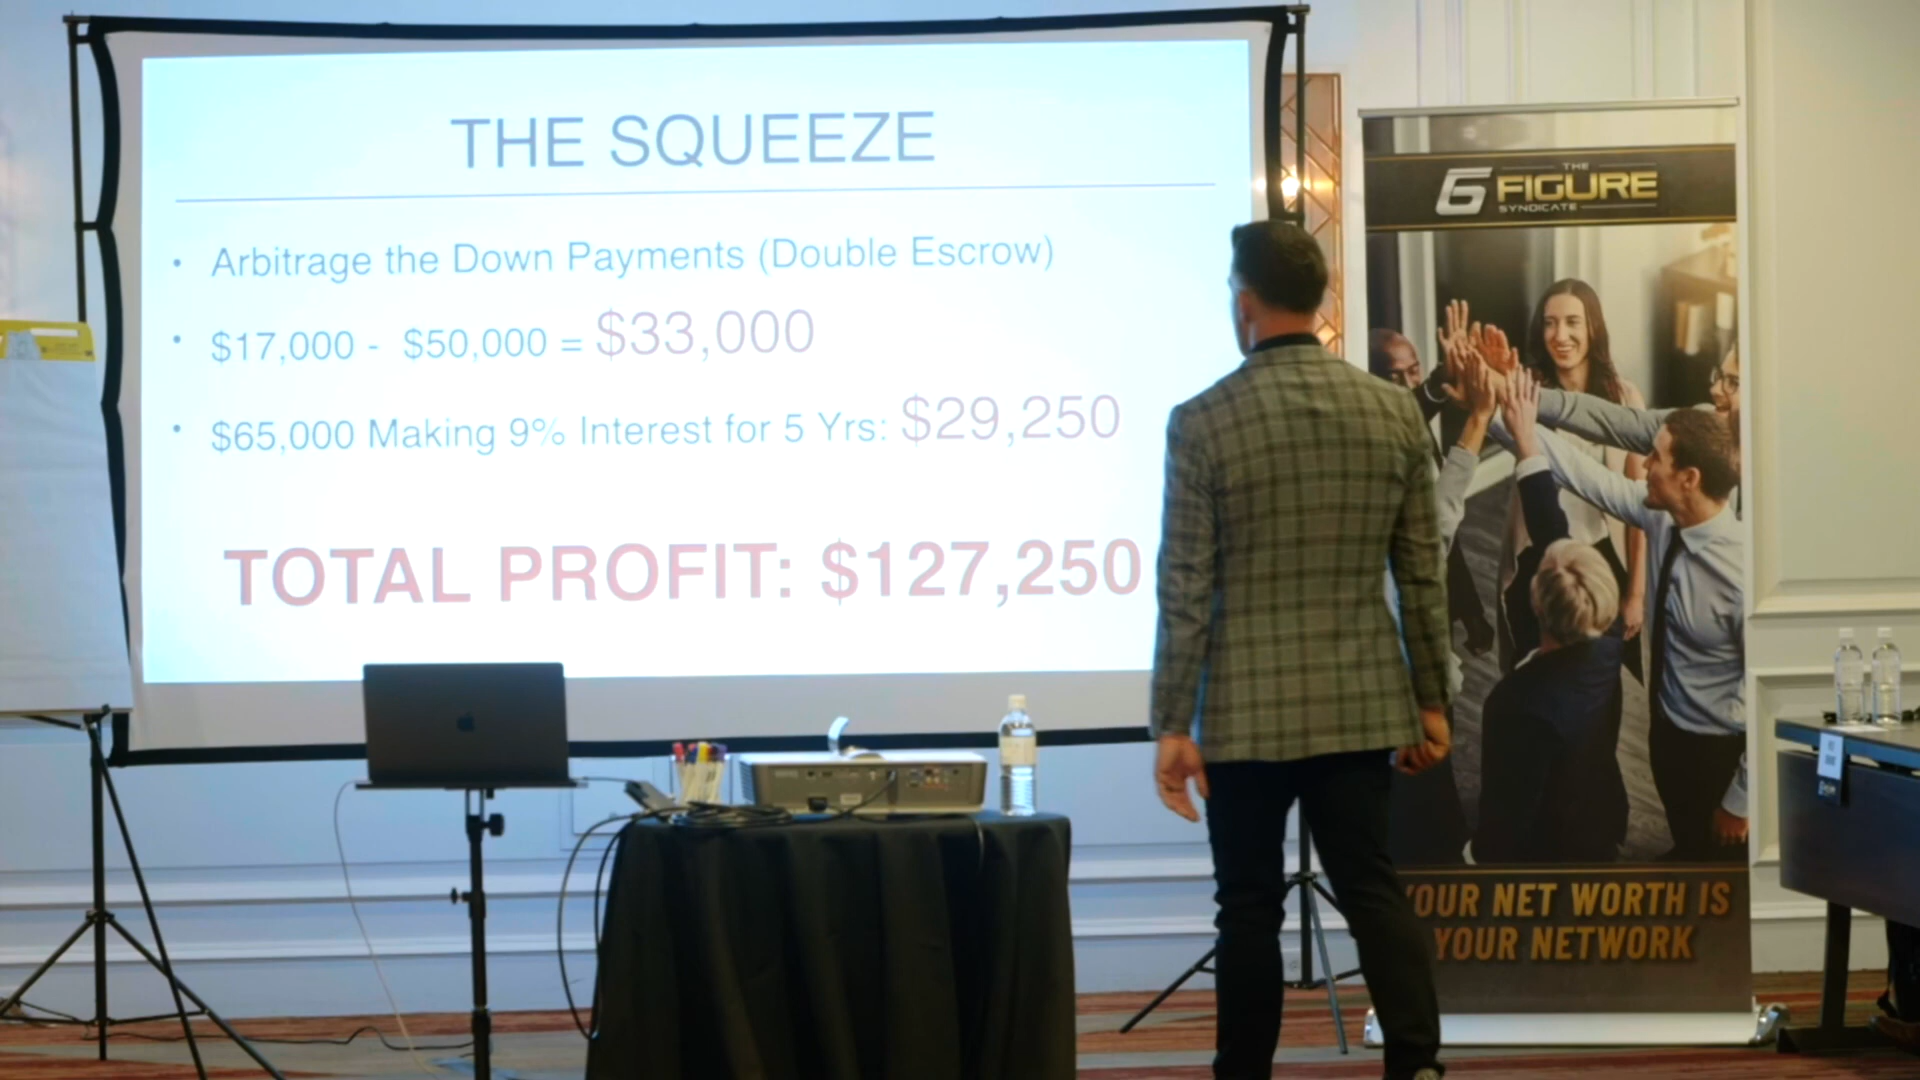 THE SQUEEZE
• Arbitrage the Down Payments (Double Escrow)
• $17,000 - $50,000 = $33,000
• $65,000 Making 9% Interest for 5 Yrs: $29,250
TOTAL PROFIT: $127,250
THE
6 FIGURE
SYNDICATE
YOUR NET WORTH IS
YOUR NETWORK